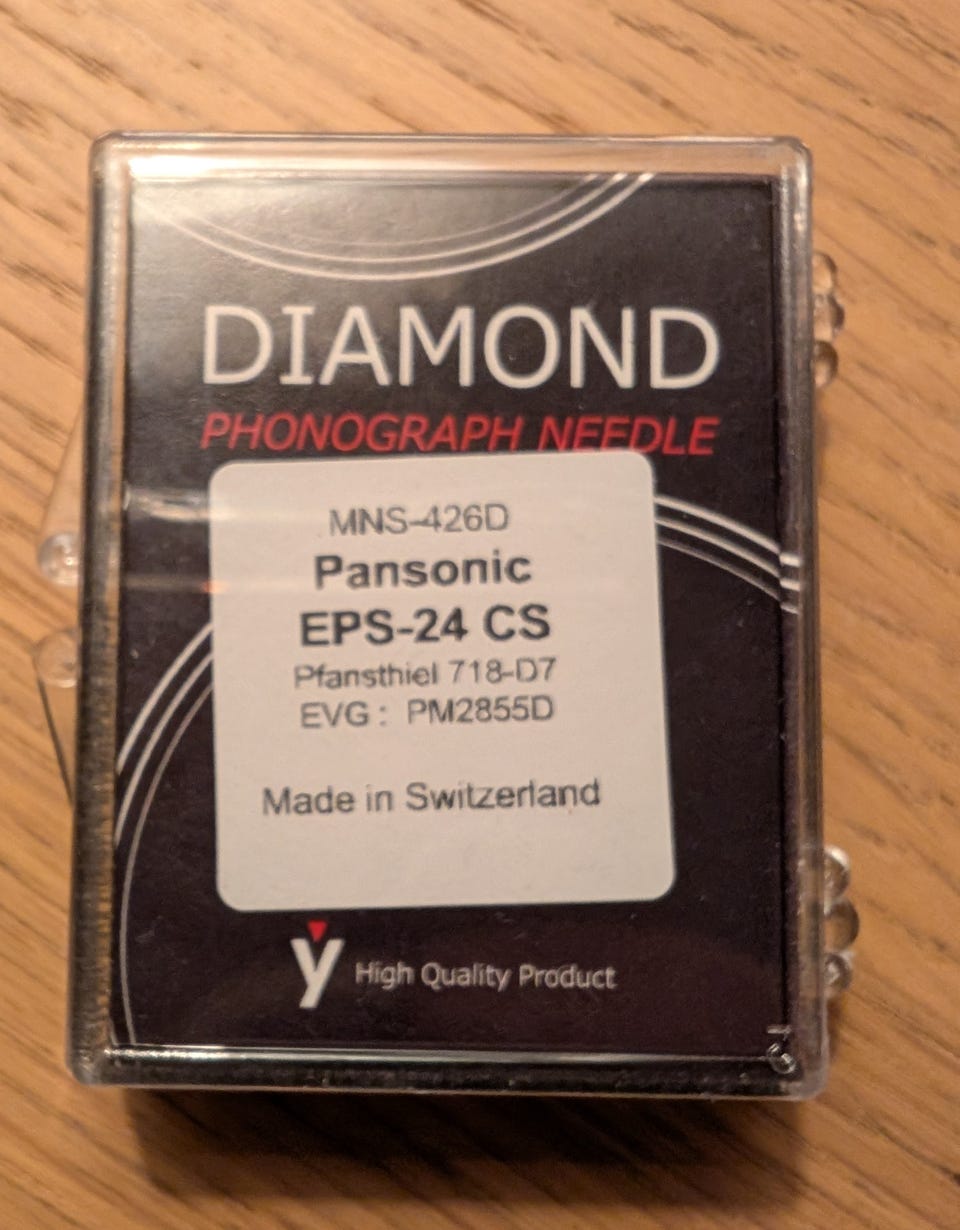 DIAMOND
PHONOGRAPH NEEDLE
MNS-426D
Pansonic
EPS-24 CS
Pfansthiel 718-D7
EVG : PM2855D
Made in Switzerland
y High Quality Product